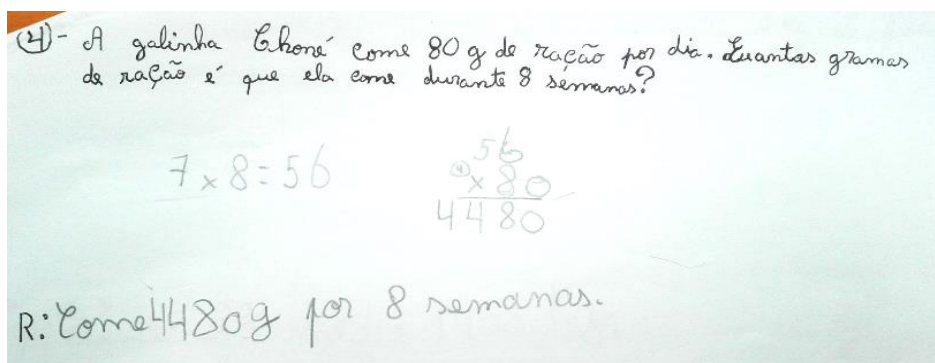 4)- A galinha Choné come 80 g de ração por dia. Quantas gramas
de ração é que ela come durante 8 semanas?
7 x 8 = 56
56
(4)
x 80
4480
R: Come 4480g por 8 semanas.